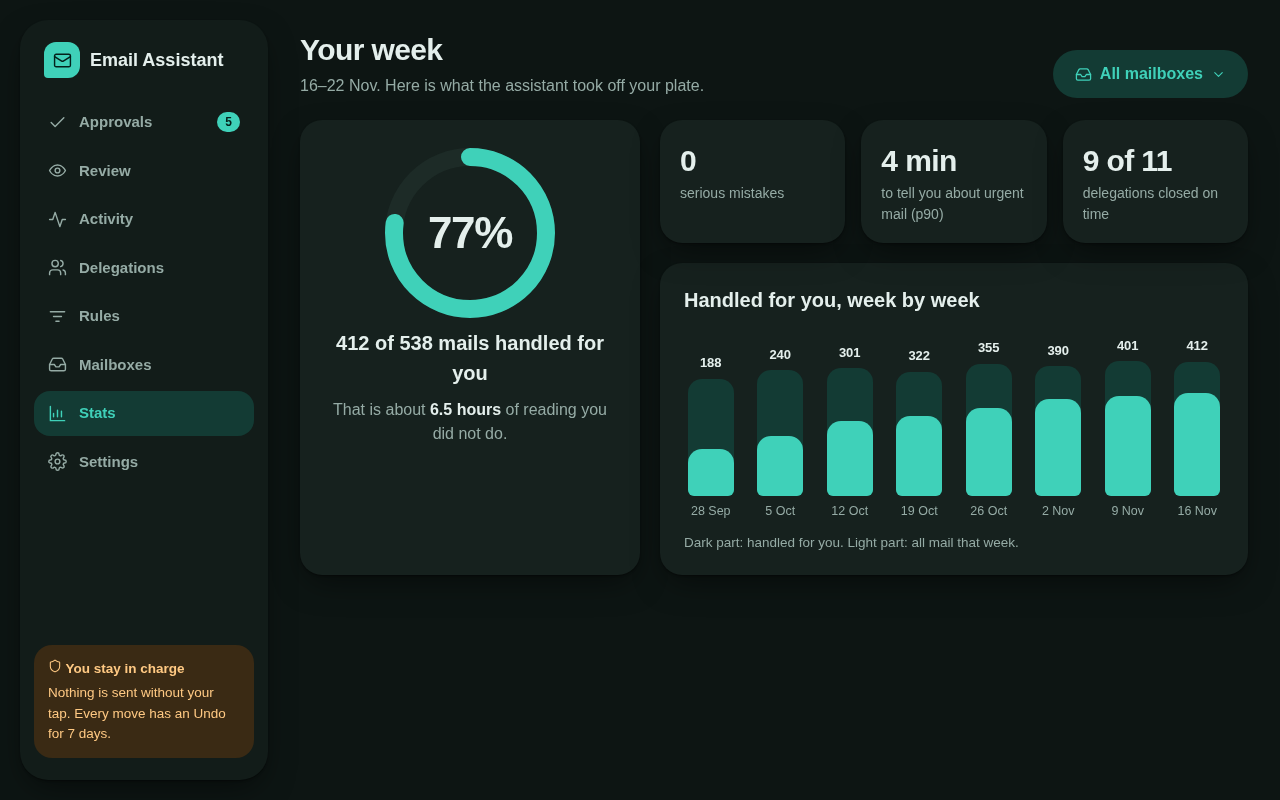 Email Assistant
Approvals 5
Review
Activity
Delegations
Rules
Mailboxes
Stats
Settings
You stay in charge
Nothing is sent without your
tap. Every move has an Undo
for 7 days.
Your week
16–22 Nov. Here is what the assistant took off your plate.
All mailboxes
77%
412 of 538 mails handled for
you
That is about 6.5 hours of reading you
did not do.
0
serious mistakes
4 min
to tell you about urgent
mail (p90)
9 of 11
delegations closed on
time
Handled for you, week by week
188 240 301 322 355 390 401 412
28 Sep 5 Oct 12 Oct 19 Oct 26 Oct 2 Nov 9 Nov 16 Nov
Dark part: handled for you. Light part: all mail that week.